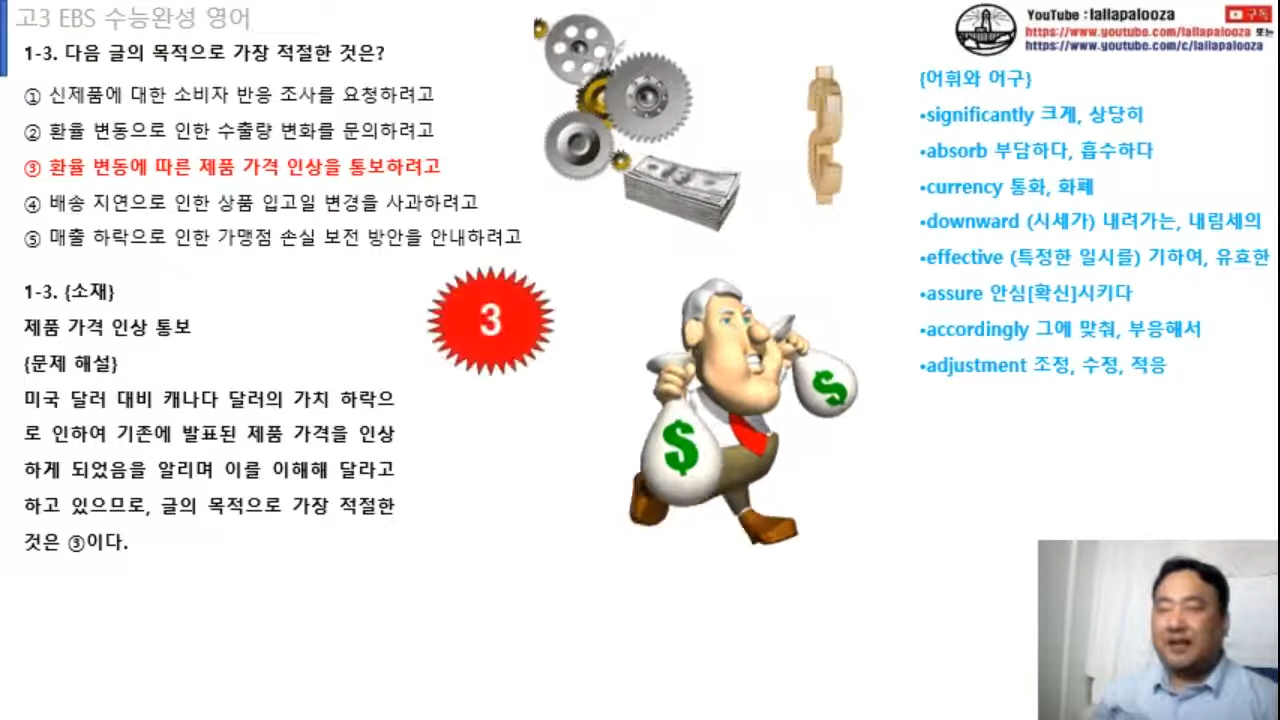 고3 EBS 수능완성 영어
1-3. 다음 글의 목적으로 가장 적절한 것은?
① 신제품에 대한 소비자 반응 조사를 요청하려고
② 환율 변동으로 인한 수출량 변화를 문의하려고
③ 환율 변동에 따른 제품 가격 인상을 통보하려고
④ 배송 지연으로 인한 상품 입고일 변경을 사과하려고
⑤ 매출 하락으로 인한 가맹점 손실 보전 방안을 안내하려고
1-3. {소재}
제품 가격 인상 통보
{문제 해설}
미국 달러 대비 캐나다 달러의 가치 하락으
로 인하여 기존에 발표된 제품 가격을 인상
하게 되었음을 알리며 이를 이해해 달라고
하고 있으므로, 글의 목적으로 가장 적절한
것은 ③이다.
3
$
$
YouTube : lallapalooza
구독
https://www.youtube.com/lallapalooza 또는
https://www.youtube.com/c/lallapalooza
{어휘와 어구}
•significantly 크게, 상당히
•absorb 부담하다, 흡수하다
•currency 통화, 화폐
•downward (시세가) 내려가는, 내림세의
•effective (특정한 일시를) 기하여, 유효한
•assure 안심[확신]시키다
•accordingly 그에 맞춰, 부응해서
•adjustment 조정, 수정, 적응